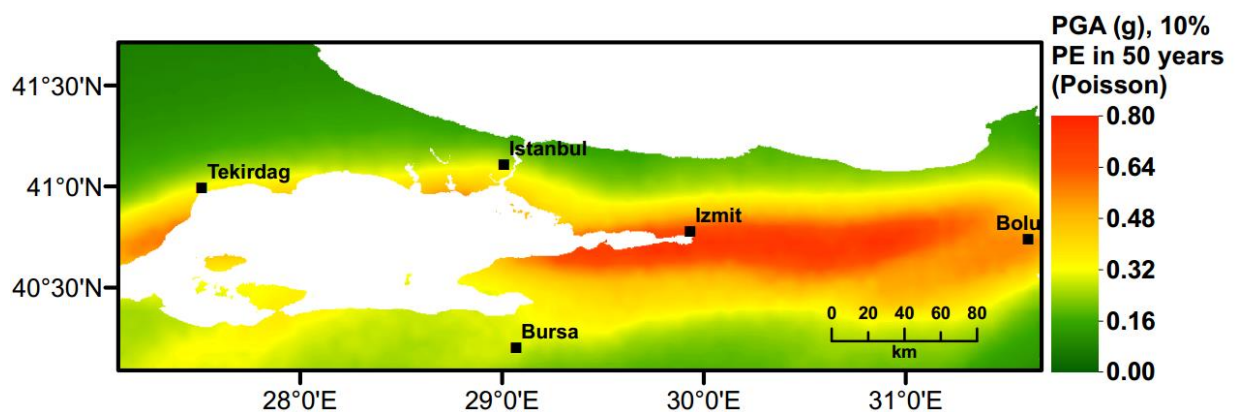 PGA (g), 10%
PE in 50 years
(Poisson)
41°30'N
41°0'N
40°30'N
Istanbul
Tekirdag
Izmit
Bolu
Bursa
0 20 40 60 80
km
0.80
0.64
0.48
0.32
0.16
0.00
28°0'E 29°0'E 30°0'E 31°0'E